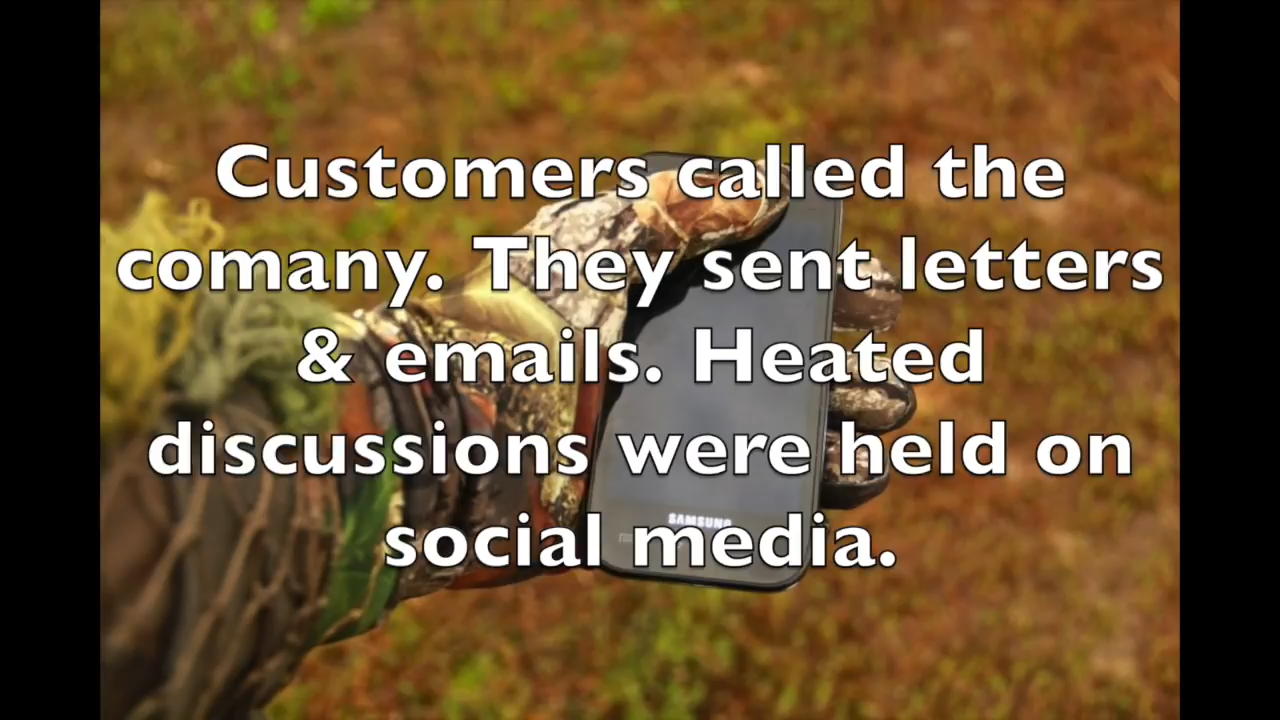 Customers called the
comany. They sent letters
& emails. Heated
discussions were held on
social media.
SAMSUNG